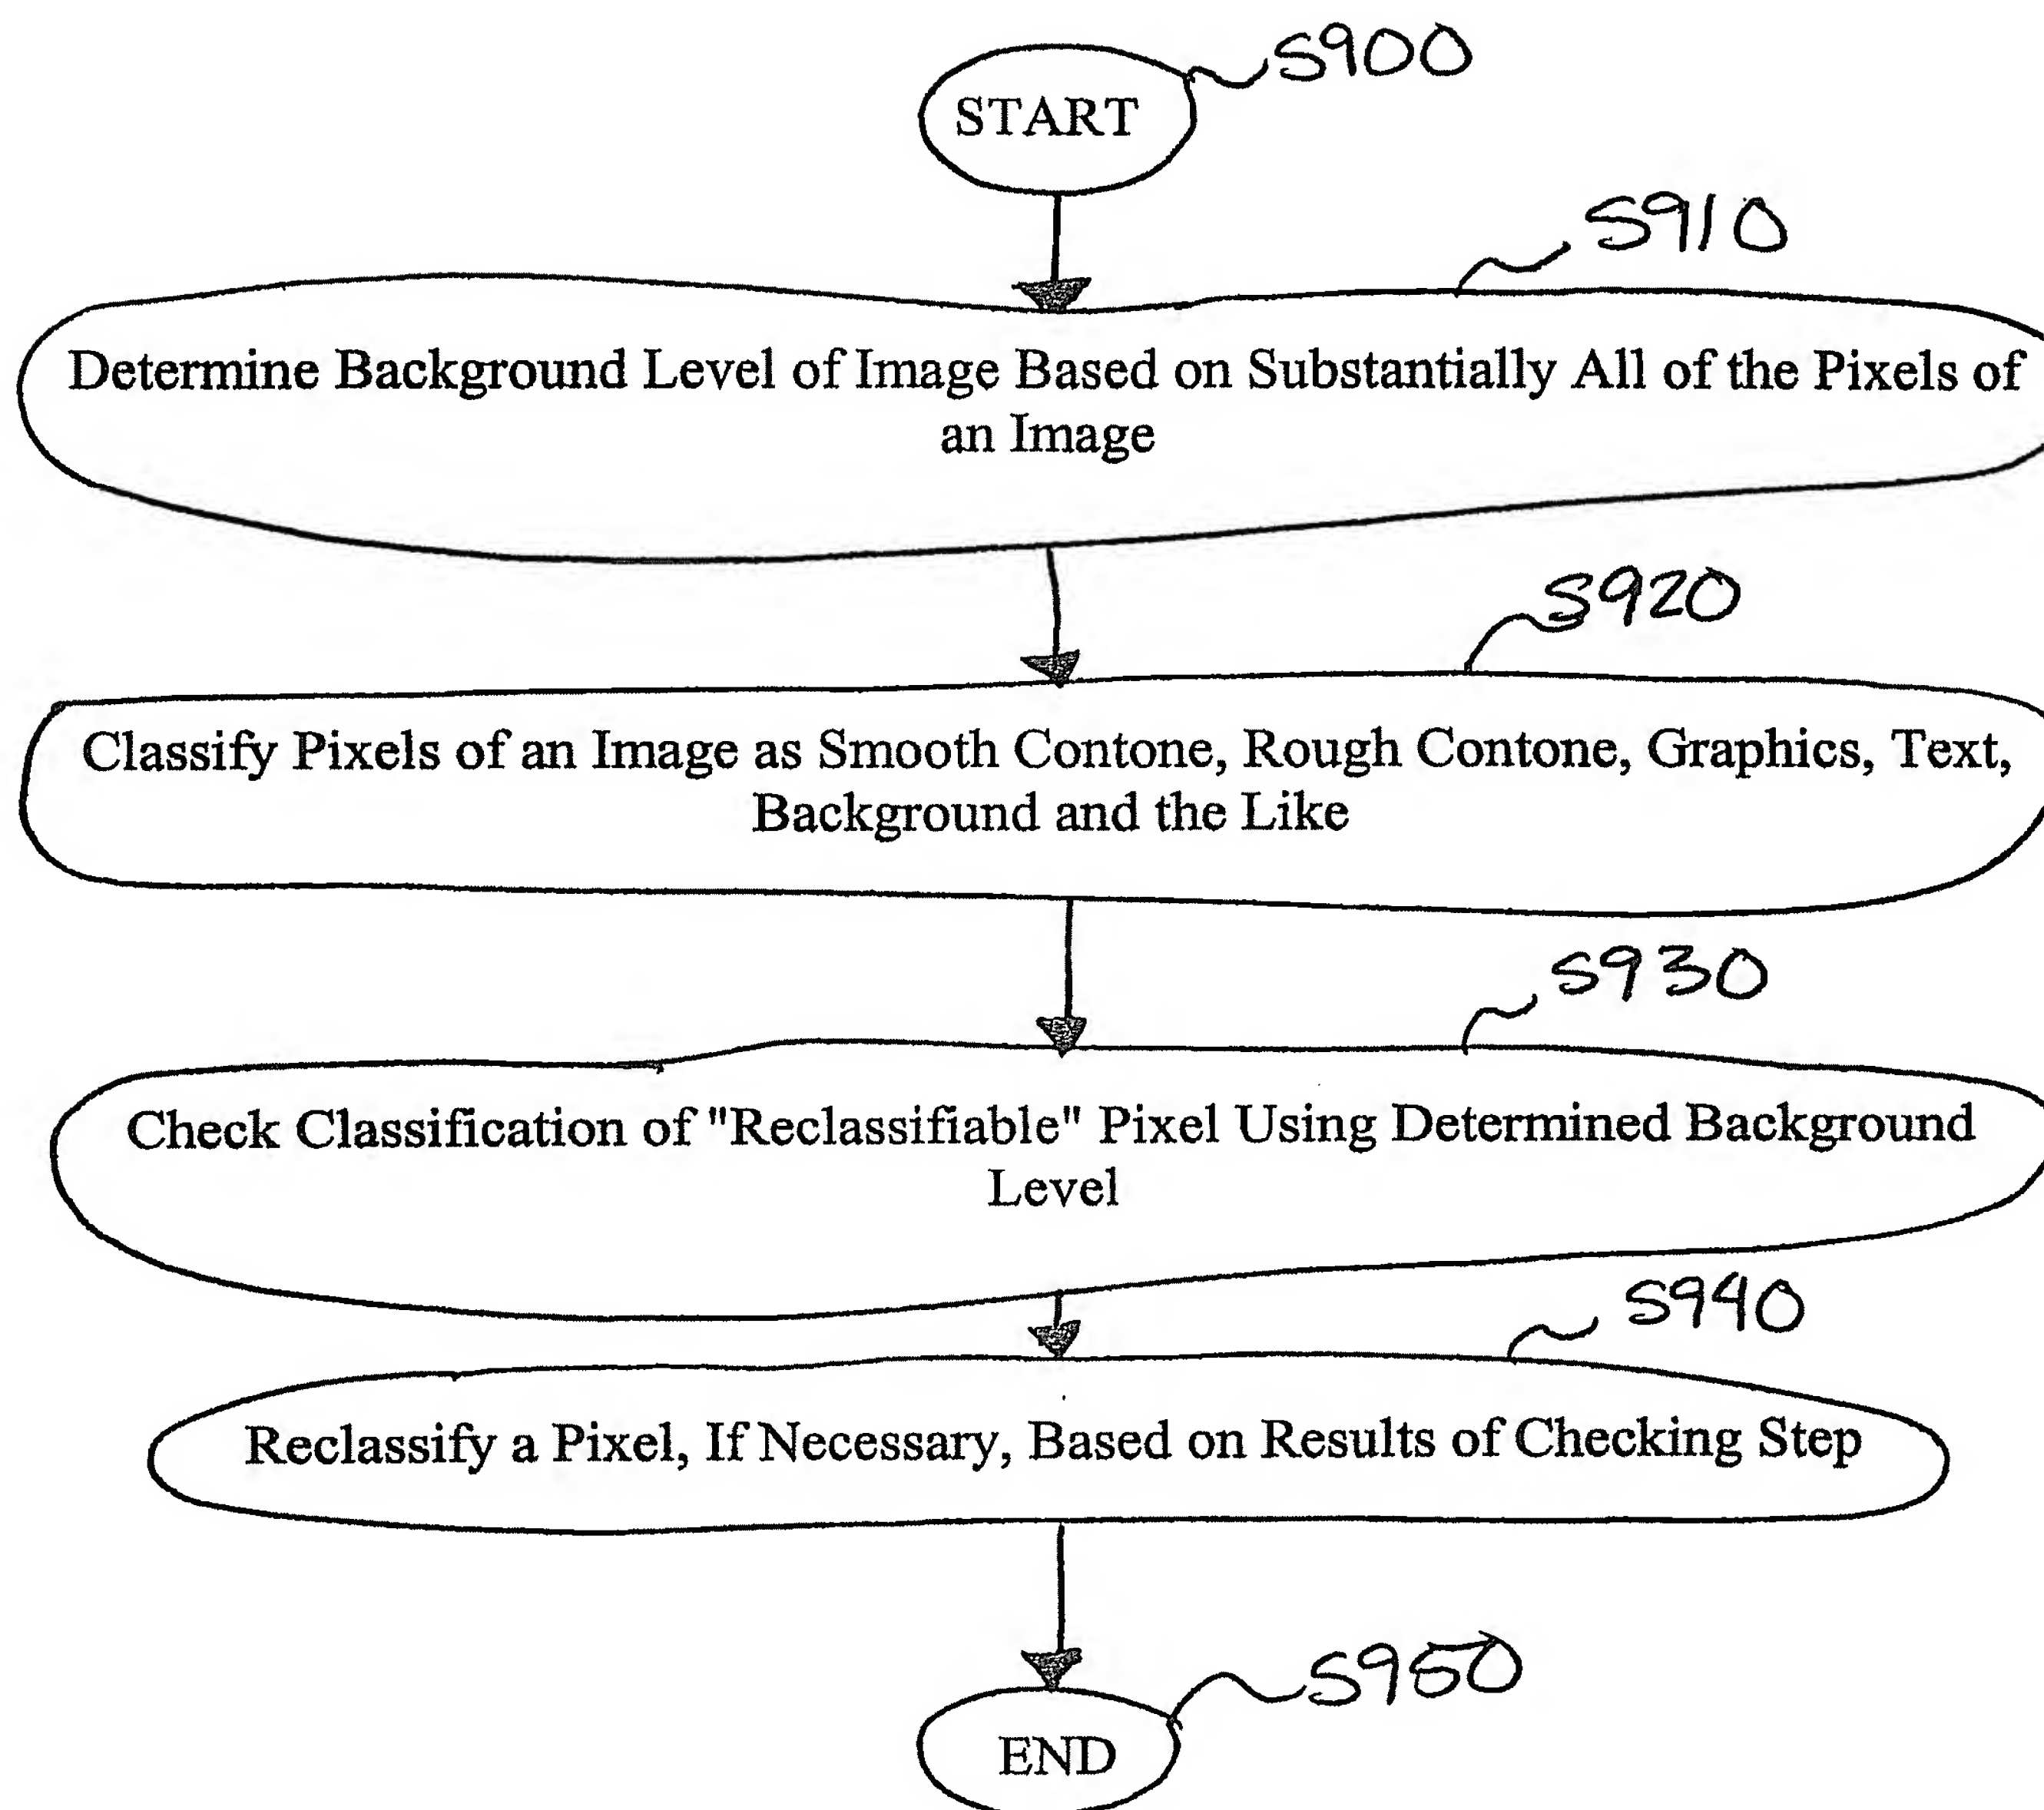 S900
START
S910
Determine Background Level of Image Based on Substantially All of the Pixels of
an Image
S920
Classify Pixels of an Image as Smooth Contone, Rough Contone, Graphics, Text,
Background and the Like
S930
Check Classification of "Reclassifiable" Pixel Using Determined Background
Level
S940
Reclassify a Pixel, If Necessary, Based on Results of Checking Step
S950
END